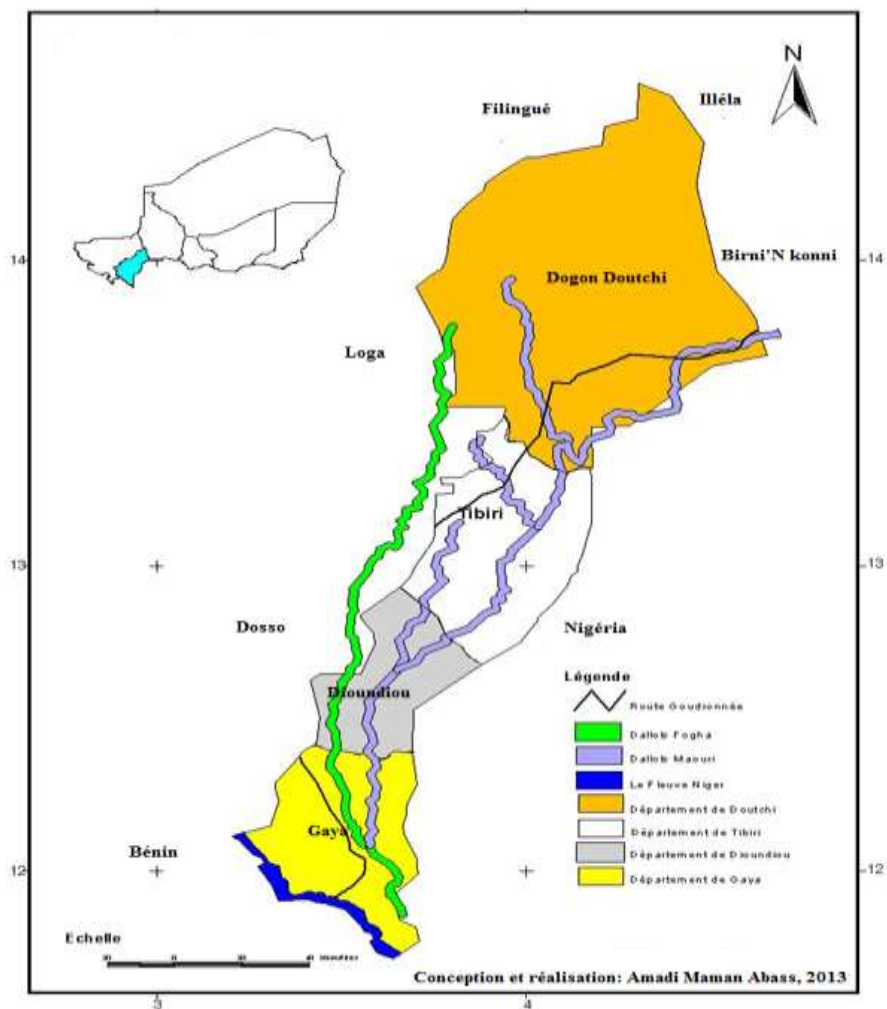 N
Illéla
Filingué
Birni'N konni
14
14
Dogon Doutchi
Loga
Tibiri
13
13
Dosso
Nigéria
Légende
Route Goudronnée
Dallols Fogha
Dallols Maouri
Le Fleuve Niger
Département de Doutchi
Département de Tibiri
Département de Dioundiou
Département de Gaya
Dioundiou
Gaya
Bénin
12
12
Echelle
Conception et réalisation: Amadi Maman Abass, 2013
3
4